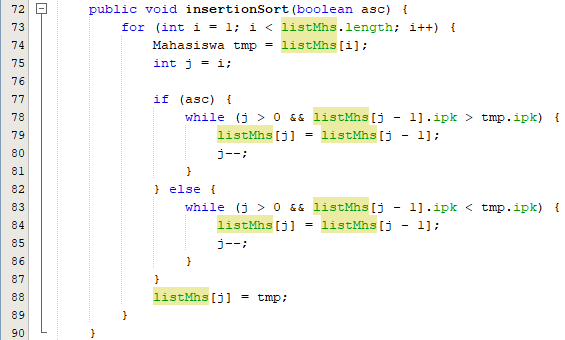 72 public void insertionSort(boolean asc) {
73 for (int i = 1; i < listMhs.length; i++) {
74 Mahasiswa tmp = listMhs[i];
75 int j = i;
76
77 if (asc) {
78 while (j > 0 && listMhs[j - 1].ipk > tmp.ipk) {
79 listMhs[j] = listMhs[j - 1];
80 j--;
81 }
82 } else {
83 while (j > 0 && listMhs[j - 1].ipk < tmp.ipk) {
84 listMhs[j] = listMhs[j - 1];
85 j--;
86 }
87 }
88 listMhs[j] = tmp;
89 }
90 }